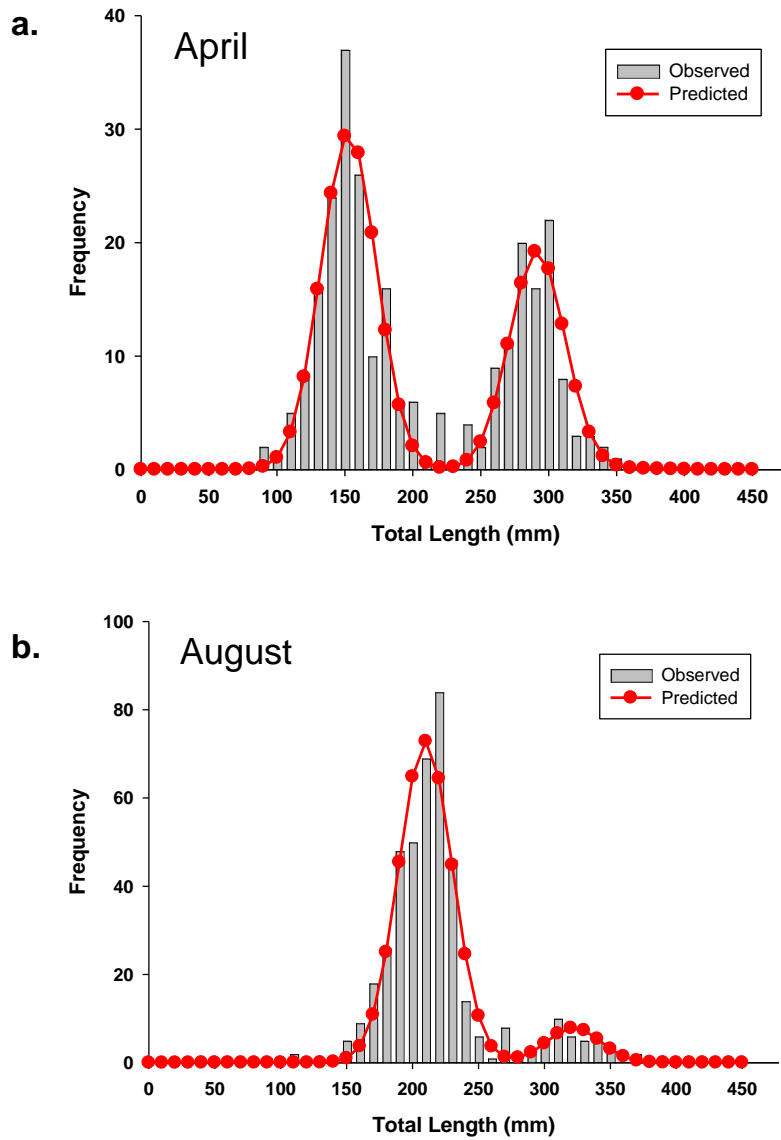 a.
April
Observed
Predicted
Frequency
40
30
20
10
0
0 50 100 150 200 250 300 350 400 450
Total Length (mm)
b.
August
Observed
Predicted
Frequency
100
80
60
40
20
0
0 50 100 150 200 250 300 350 400 450
Total Length (mm)